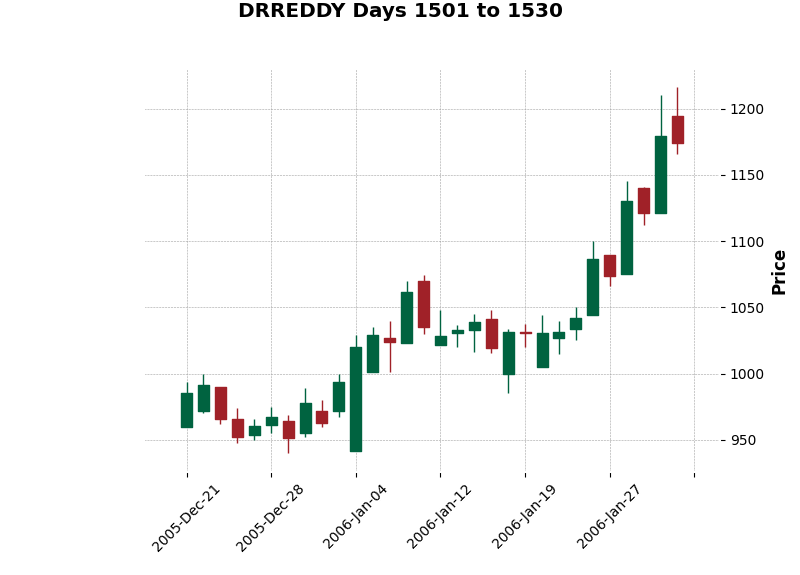 DRREDDY Days 1501 to 1530
1200
1150
1100
1050
1000
950
Price
2005-Dec-21
2005-Dec-28
2006-Jan-04
2006-Jan-12
2006-Jan-19
2006-Jan-27